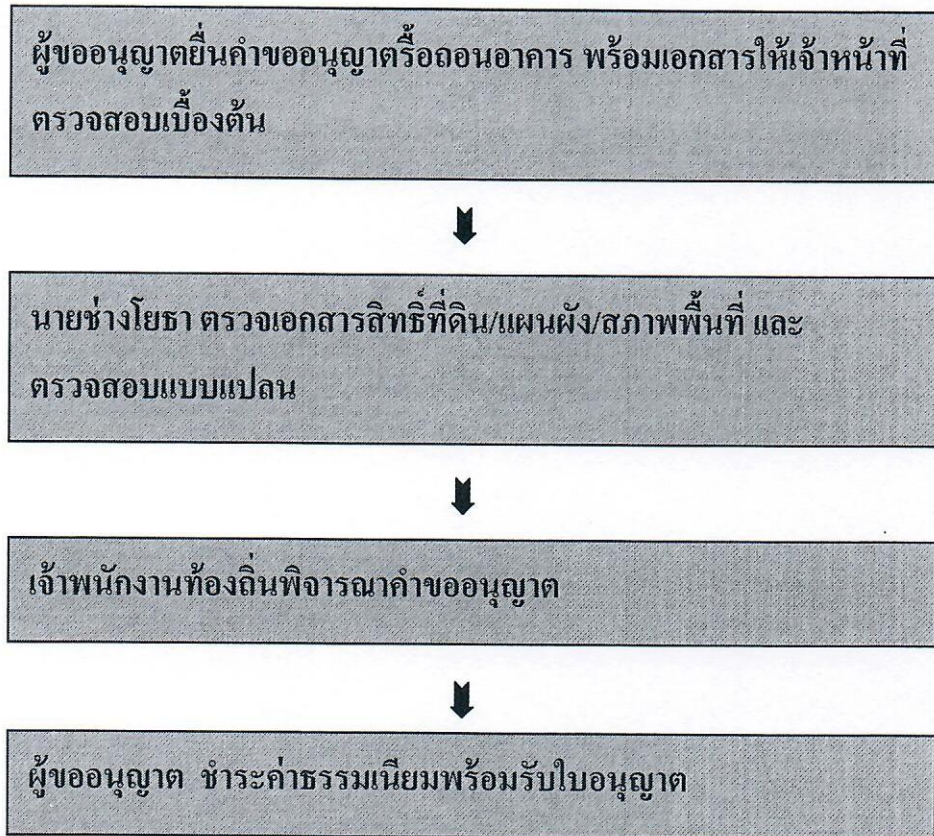 ผู้ขออนุญาตยื่นคำขออนุญาตรื้อถอนอาคาร พร้อมเอกสารให้เจ้าหน้าที่
ตรวจสอบเบื้องต้น
นายช่างโยธา ตรวจเอกสารสิทธิ์ที่ดิน/แผนผัง/สภาพพื้นที่ และ
ตรวจสอบแบบแปลน
เจ้าพนักงานท้องถิ่นพิจารณาคำขออนุญาต
ผู้ขออนุญาต ชำระค่าธรรมเนียมพร้อมรับใบอนุญาต